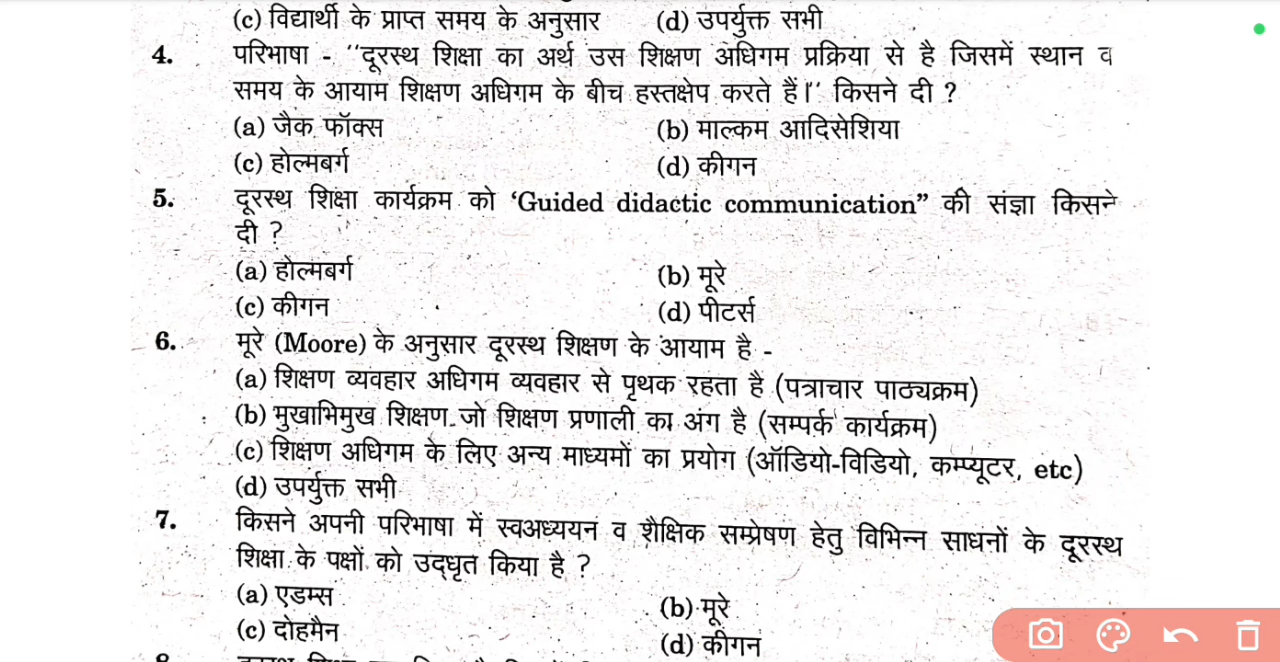 (c) विद्यार्थी के प्राप्त समय के अनुसार (d) उपर्युक्त सभी
4. परिभाषा - "दूरस्थ शिक्षा का अर्थ उस शिक्षण अधिगम प्रक्रिया से है जिसमें स्थान व
समय के आयाम शिक्षण अधिगम के बीच हस्तक्षेप करते हैं।" किसने दी ?
(a) जैक फॉक्स (b) माल्कम आदिसेशिया
(c) होल्मबर्ग (d) कीगन
5. दूरस्थ शिक्षा कार्यक्रम को ‘Guided didactic communication” की संज्ञा किसने
दी ?
(a) होल्मबर्ग (b) मूरे
(c) कीगन (d) पीटर्स
6. मूरे (Moore) के अनुसार दूरस्थ शिक्षण के आयाम है -
(a) शिक्षण व्यवहार अधिगम व्यवहार से पृथक रहता है (पत्राचार पाठ्यक्रम)
(b) मुखाभिमुख शिक्षण जो शिक्षण प्रणाली का अंग है (सम्पर्क कार्यक्रम)
(c) शिक्षण अधिगम के लिए अन्य माध्यमों का प्रयोग (ऑडियो-विडियो, कम्प्यूटर, etc)
(d) उपर्युक्त सभी
7. किसने अपनी परिभाषा में स्वअध्ययन व शैक्षिक सम्प्रेषण हेतु विभिन्न साधनों के दूरस्थ
शिक्षा के पक्षों को उद्धृत किया है ?
(a) एडम्स (b) मूरे
(c) दोहमैन (d) कीगन